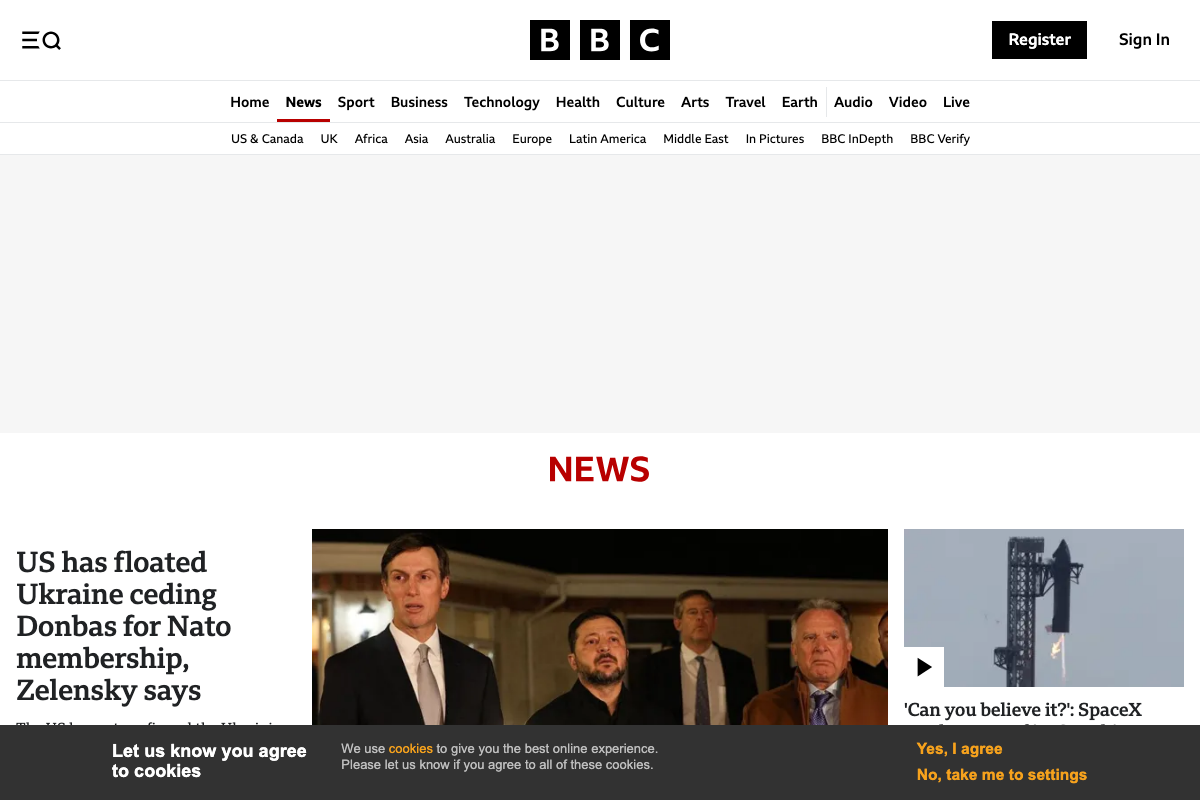 BBC
Register
Sign In
Home News Sport Business Technology Health Culture Arts Travel Earth Audio Video Live
US & Canada UK Africa Asia Australia Europe Latin America Middle East In Pictures BBC InDepth BBC Verify
NEWS
US has floated
Ukraine ceding
Donbas for Nato
membership,
Zelensky says
'Can you believe it?': SpaceX
Let us know you agree
to cookies
We use cookies to give you the best online experience.
Please let us know if you agree to all of these cookies.
Yes, I agree
No, take me to settings